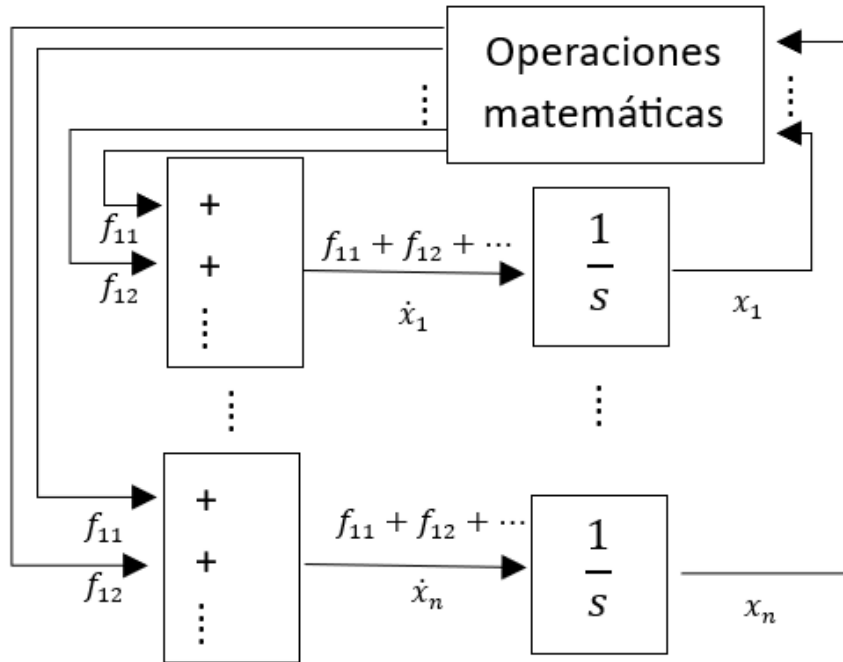 Operaciones
matemáticas
+
f₁₁
+
f₁₂
f₁₁ + f₁₂ + ⋯
ẋ₁
1
s
x₁
+
f₁₁
+
f₁₂
f₁₁ + f₁₂ + ⋯
ẋₙ
1
s
xₙ